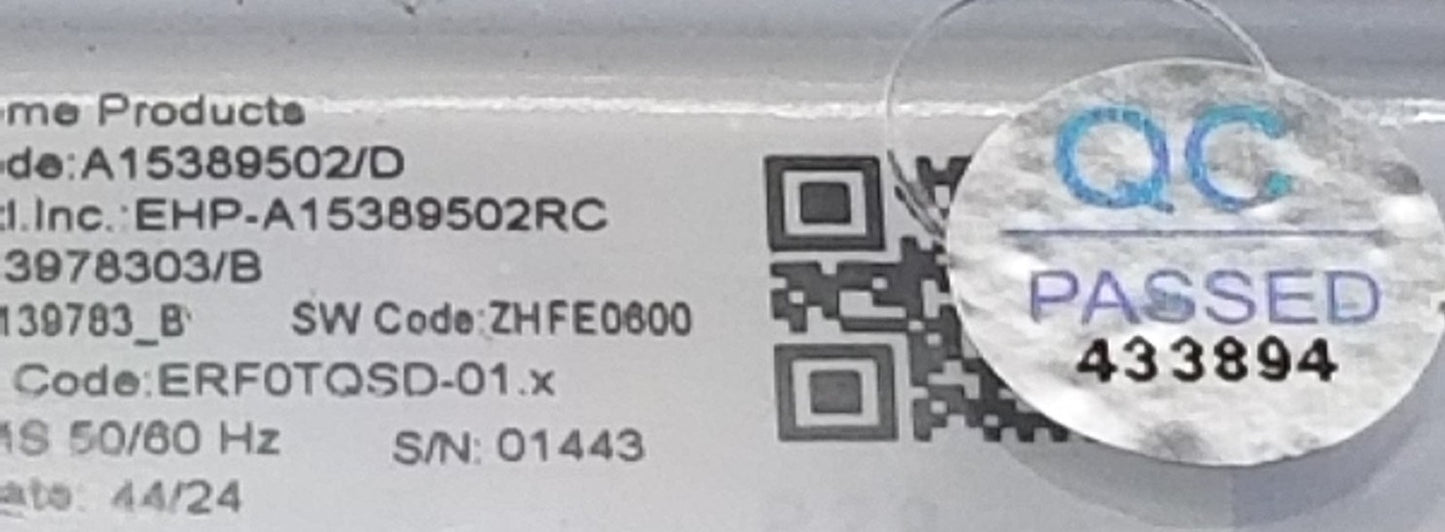 me Products
de:A15389502/D
l.Inc.:EHP-A15389502RC
3978303/B
139783_B SW Code:ZHFE0600
Code:ERF0TQSD-01.x
S 50/60 Hz S/N: 01443
ate: 44/24
QC
PASSED
433894